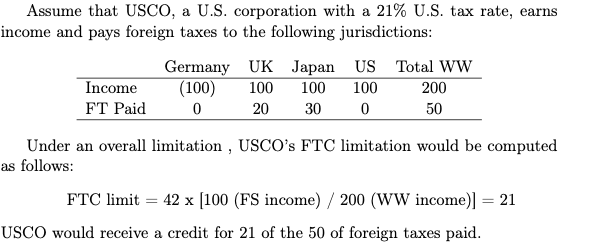 Assume that USCO, a U.S. corporation with a 21% U.S. tax rate, earns
income and pays foreign taxes to the following jurisdictions:
Germany UK Japan US Total WW
Income (100) 100 100 100 200
FT Paid 0 20 30 0 50
Under an overall limitation , USCO's FTC limitation would be computed
as follows:
FTC limit = 42 x [100 (FS income) / 200 (WW income)] = 21
USCO would receive a credit for 21 of the 50 of foreign taxes paid.